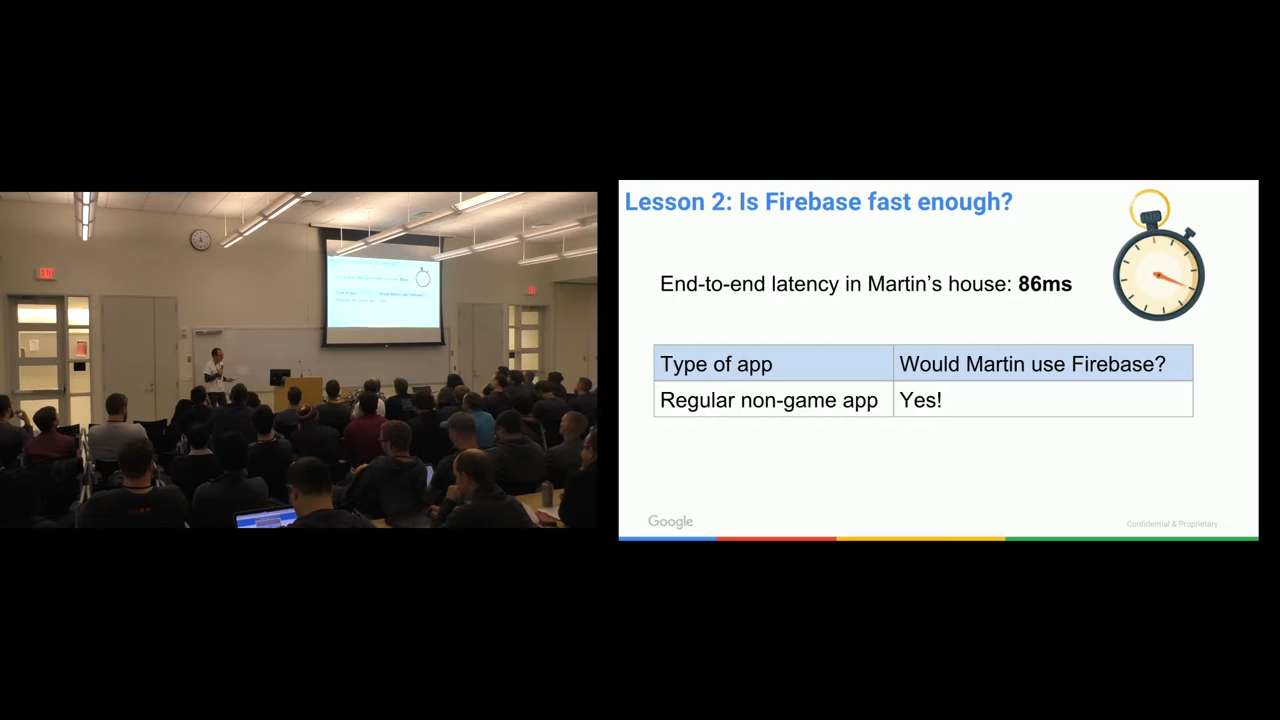 EXIT
Lesson 2: Is Firebase fast enough?
End-to-end latency in Martin’s house: 86ms
Type of app
Would Martin use Firebase?
Regular non-game app
Yes!
Google
Confidential & Proprietary